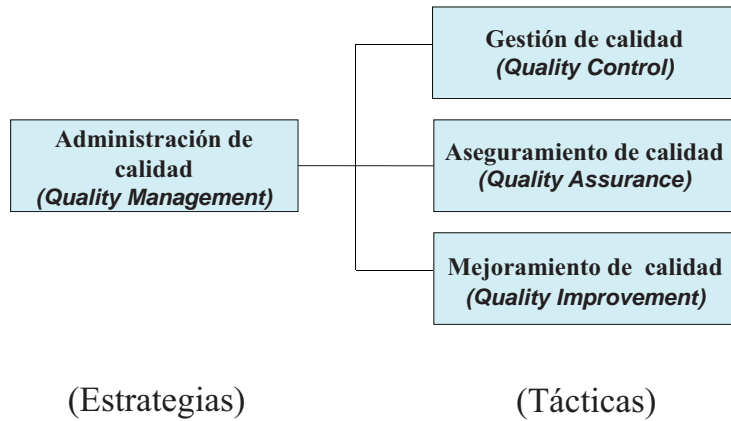 Gestión de calidad
(Quality Control)
Administración de
calidad
(Quality Management)
Aseguramiento de calidad
(Quality Assurance)
Mejoramiento de calidad
(Quality Improvement)
(Estrategias)
(Tácticas)